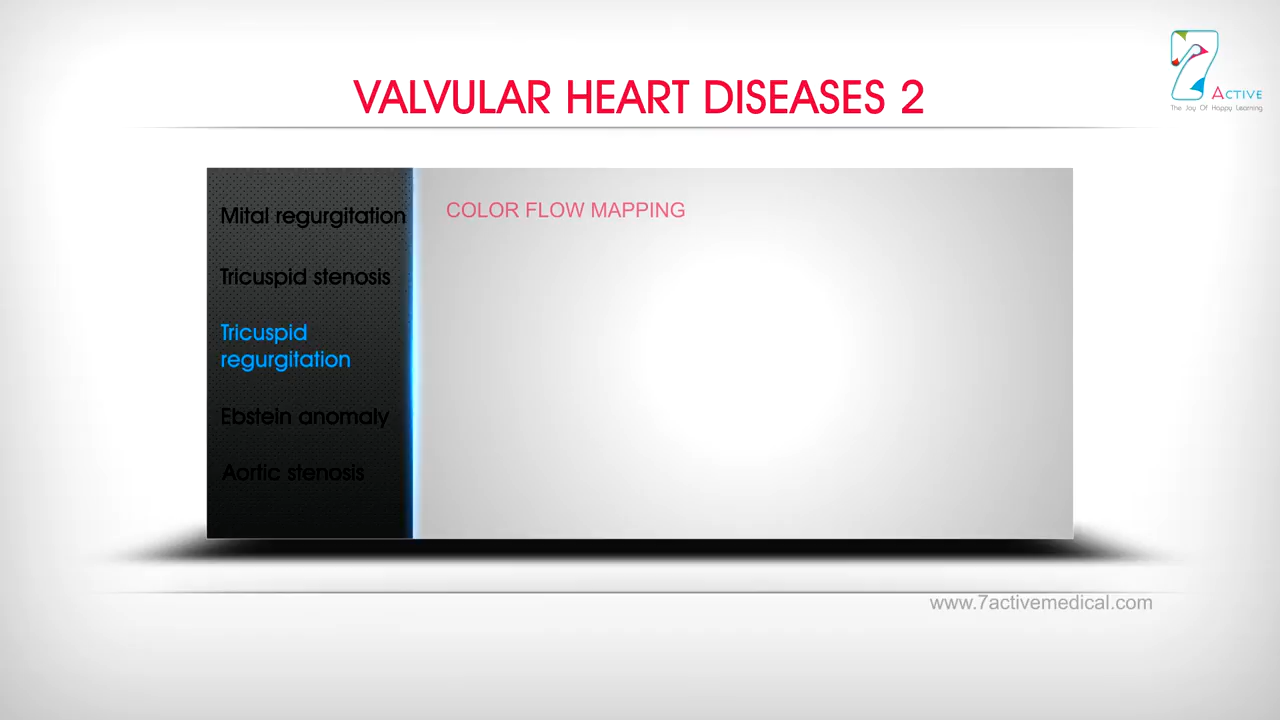 VALVULAR HEART DISEASES 2
7 ACTIVE
The Joy Of Happy Learning
Mital regurgitation
Tricuspid stenosis
Tricuspid
regurgitation
Ebstein anomaly
Aortic stenosis
COLOR FLOW MAPPING
www.7activemedical.com